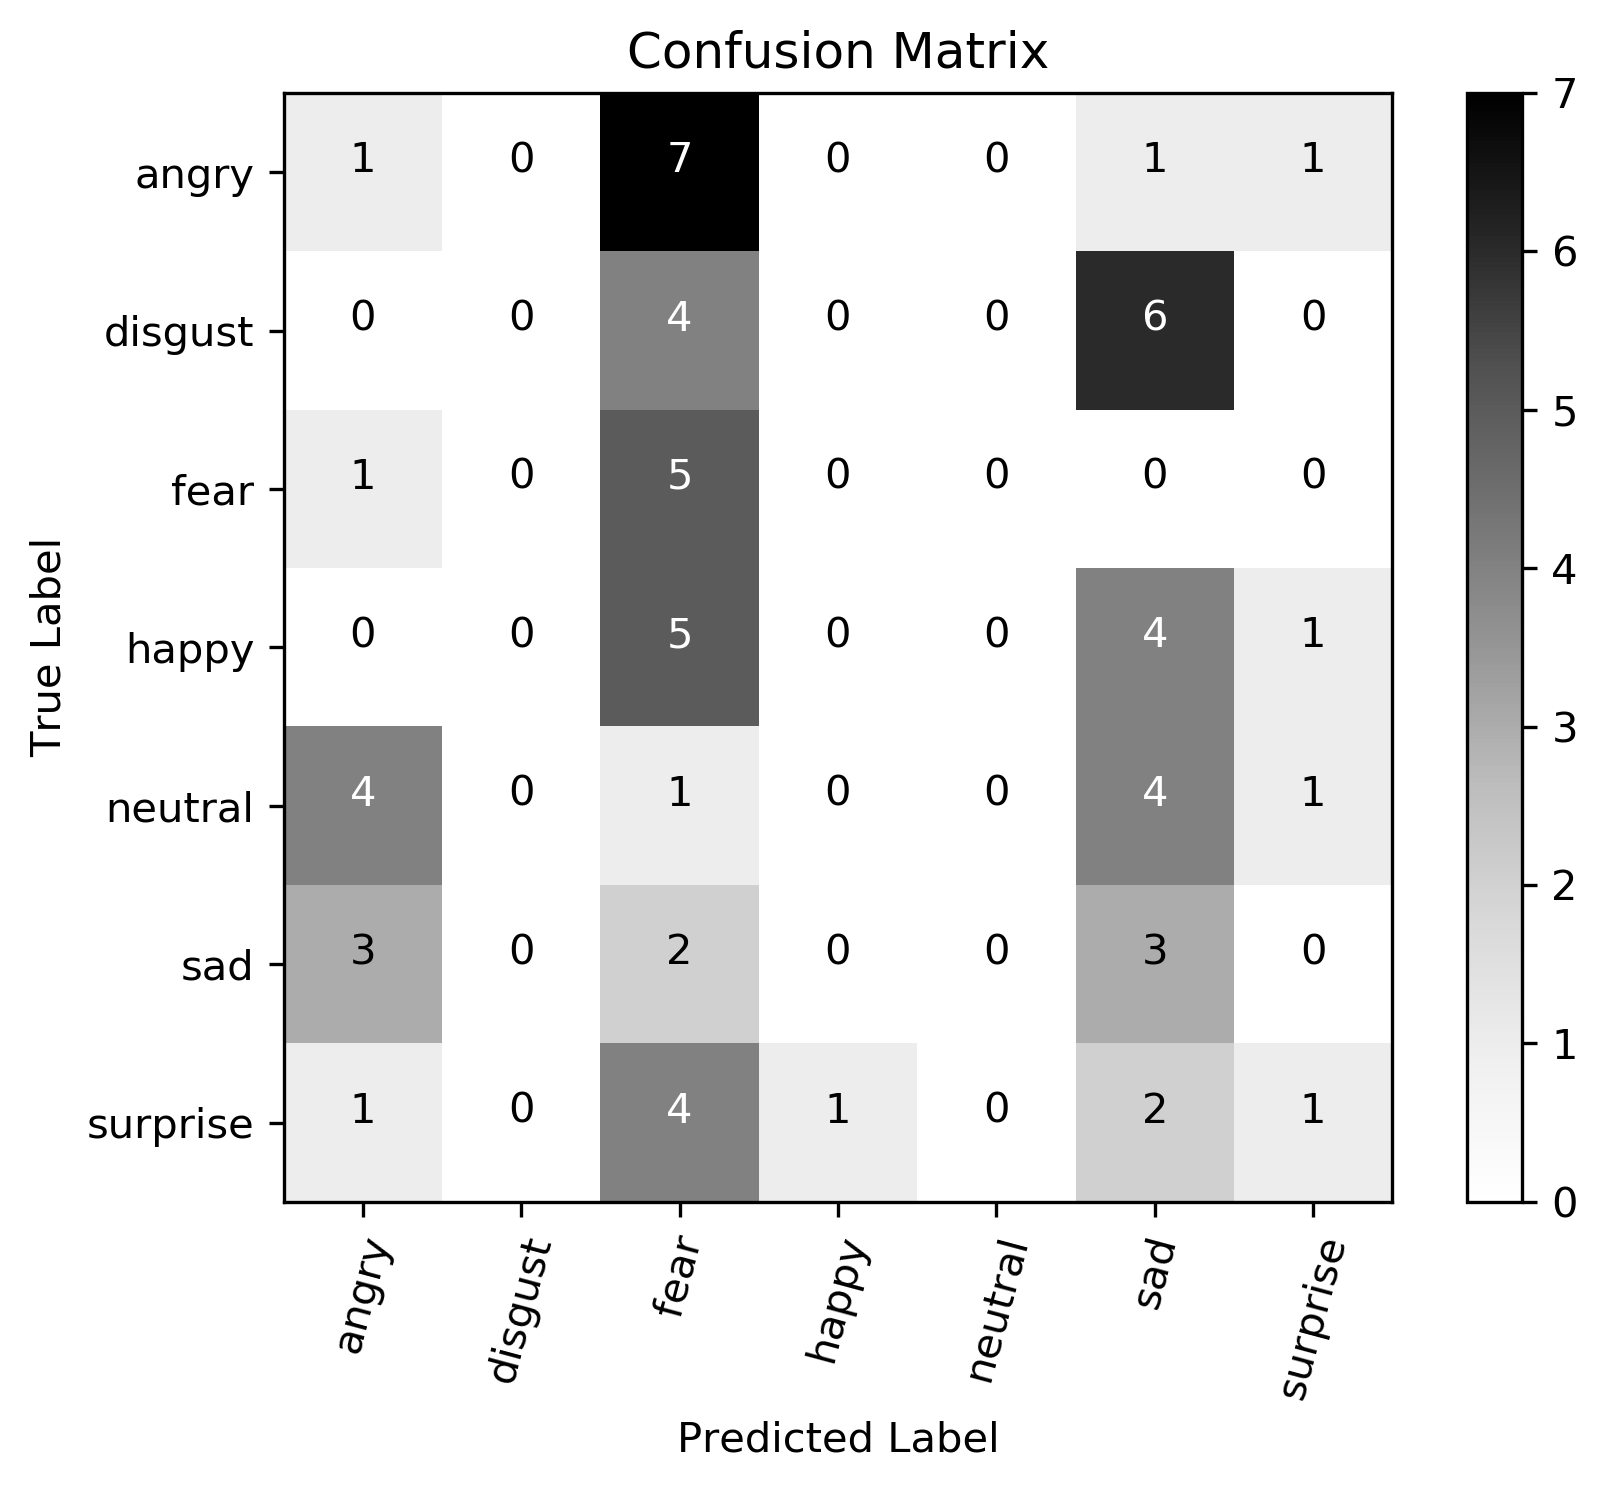 Confusion Matrix
angry 1 0 7 0 0 1 1
disgust 0 0 4 0 0 6 0
fear 1 0 5 0 0 0 0
happy 0 0 5 0 0 4 1
neutral 4 0 1 0 0 4 1
sad 3 0 2 0 0 3 0
surprise 1 0 4 1 0 2 1
True Label
angry disgust fear happy neutral sad surprise
Predicted Label
7
6
5
4
3
2
1
0